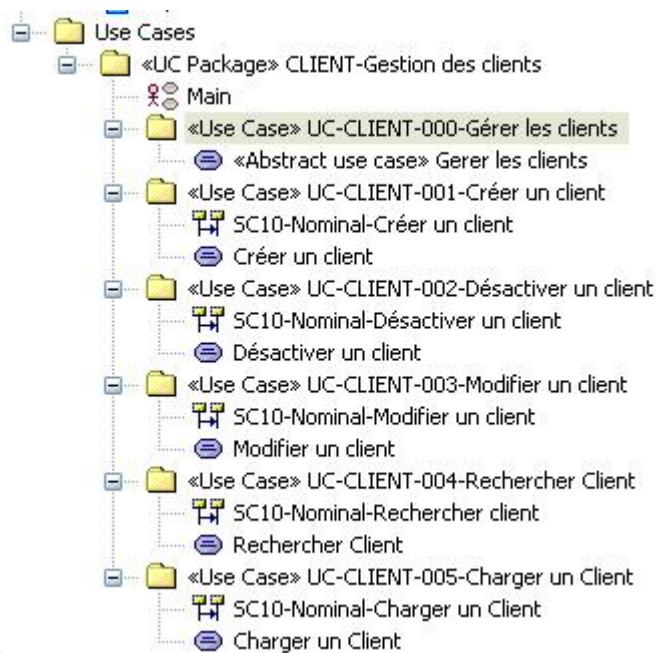 Use Cases
«UC Package» CLIENT-Gestion des clients
Main
«Use Case» UC-CLIENT-000-Gérer les clients
«Abstract use case» Gerer les clients
«Use Case» UC-CLIENT-001-Créer un client
SC10-Nominal-Créer un client
Créer un client
«Use Case» UC-CLIENT-002-Désactiver un client
SC10-Nominal-Désactiver un client
Désactiver un client
«Use Case» UC-CLIENT-003-Modifier un client
SC10-Nominal-Modifier un client
Modifier un client
«Use Case» UC-CLIENT-004-Rechercher Client
SC10-Nominal-Rechercher client
Rechercher Client
«Use Case» UC-CLIENT-005-Charger un Client
SC10-Nominal-Charger un Client
Charger un Client